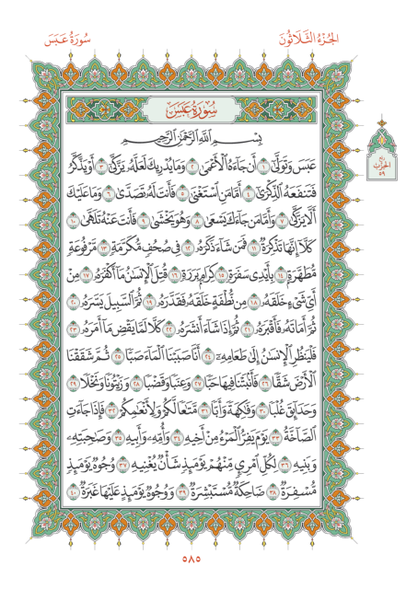 الجُزْءُ الثَّلَاثُونَ
سُورَةُ عَبَسَ
سُورَةُ عَبَسَ
بِسْمِ اللَّهِ الرَّحْمَٰنِ الرَّحِيمِ
عَبَسَ وَتَوَلَّىٰٓ ١ أَن جَآءَهُ ٱلْأَعْمَىٰ ٢ وَمَا يُدْرِيكَ لَعَلَّهُۥ يَزَّكَّىٰٓ ٣ أَوْ يَذَّكَّرُ
فَتَنفَعَهُ ٱلذِّكْرَىٰٓ ٤ أَمَّا مَنِ ٱسْتَغْنَىٰ ٥ فَأَنتَ لَهُۥ تَصَدَّىٰ ٦ وَمَا عَلَيْكَ
أَلَّا يَزَّكَّىٰ ٧ وَأَمَّا مَن جَآءَكَ يَسْعَىٰ ٨ وَهُوَ يَخْشَىٰ ٩ فَأَنتَ عَنْهُ تَلَهَّىٰ ١٠
كَلَّآ إِنَّهَا تَذْكِرَةٌ ١١ فَمَن شَآءَ ذَكَرَهُۥ ١٢ فِى صُحُفٍ مُّكَرَّمَةٍ ١٣ مَّرْفُوعَةٍ
مُّطَهَّرَةٍۭ ١٤ بِأَيْدِى سَفَرَةٍ ١٥ كِرَامٍۭ بَرَرَةٍ ١٦ قُتِلَ ٱلْإِنسَٰنُ مَآ أَكْفَرَهُۥ ١٧ مِنْ
أَىِّ شَىْءٍ خَلَقَهُۥ ١٨ مِن نُّطْفَةٍ خَلَقَهُۥ فَقَدَّرَهُۥ ١٩ ثُمَّ ٱلسَّبِيلَ يَسَّرَهُۥ ٢٠
ثُمَّ أَمَاتَهُۥ فَأَقْبَرَهُۥ ٢١ ثُمَّ إِذَا شَآءَ أَنشَرَهُۥ ٢٢ كَلَّا لَمَّا يَقْضِ مَآ أَمَرَهُۥ ٢٣
فَلْيَنظُرِ ٱلْإِنسَٰنُ إِلَىٰ طَعَامِهِۦٓ ٢٤ أَنَّا صَبَبْنَا ٱلْمَآءَ صَبًّا ٢٥ ثُمَّ شَقَقْنَا
ٱلْأَرْضَ شَقًّا ٢٦ فَأَنۢبَتْنَا فِيهَا حَبًّا ٢٧ وَعِنَبًا وَقَضْبًا ٢٨ وَزَيْتُونًا وَنَخْلًا ٢٩
وَحَدَآئِقَ غُلْبًا ٣٠ وَفَٰكِهَةً وَأَبًّا ٣١ مَّتَٰعًا لَّكُمْ وَلِأَنْعَٰمِكُمْ ٣٢ فَإِذَا جَآءَتِ
ٱلصَّآخَّةُ ٣٣ يَوْمَ يَفِرُّ ٱلْمَرْءُ مِنْ أَخِيهِ ٣٤ وَأُمِّهِۦ وَأَبِيهِ ٣٥ وَصَٰحِبَتِهِۦ
وَبَنِيهِ ٣٦ لِكُلِّ ٱمْرِئٍ مِّنْهُمْ يَوْمَئِذٍ شَأْنٌ يُغْنِيهِ ٣٧ وُجُوهٌ يَوْمَئِذٍ
مُّسْفِرَةٌ ٣٨ ضَاحِكَةٌ مُّسْتَبْشِرَةٌ ٣٩ وَوُجُوهٌ يَوْمَئِذٍ عَلَيْهَا غَبَرَةٌ ٤٠
الحزب
٥٩
٥٨٥